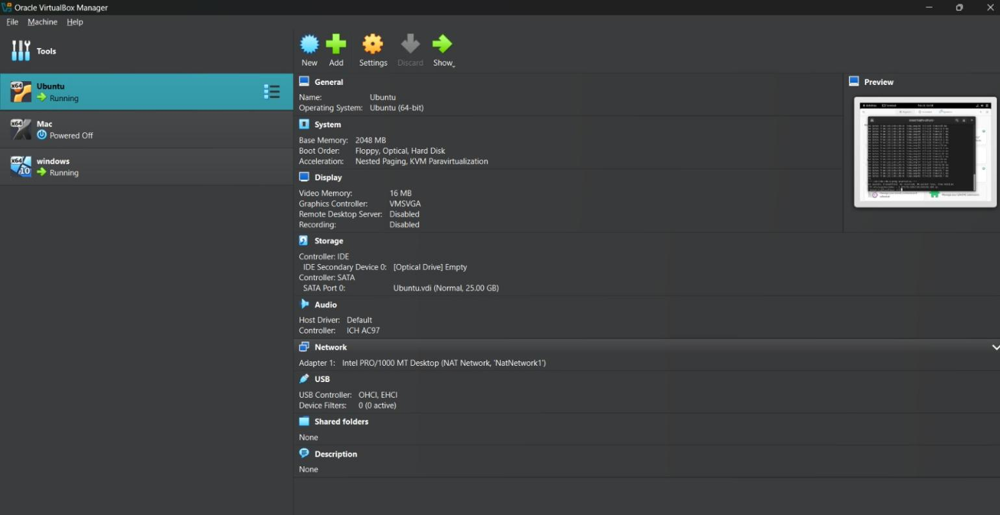 Oracle VirtualBox Manager
File Machine Help
Tools
New Add Settings Discard Show
x64 Ubuntu
Running
x64 Mac
Powered Off
x64 10 windows
Running
General
Name: Ubuntu
Operating System: Ubuntu (64-bit)
System
Base Memory: 2048 MB
Boot Order: Floppy, Optical, Hard Disk
Acceleration: Nested Paging, KVM Paravirtualization
Display
Video Memory: 16 MB
Graphics Controller: VMSVGA
Remote Desktop Server: Disabled
Recording: Disabled
Storage
Controller: IDE
IDE Secondary Device 0: [Optical Drive] Empty
Controller: SATA
SATA Port 0: Ubuntu.vdi (Normal, 25.00 GB)
Audio
Host Driver: Default
Controller: ICH AC97
Network
Adapter 1: Intel PRO/1000 MT Desktop (NAT Network, 'NatNetwork1')
USB
USB Controller: OHCI, EHCI
Device Filters: 0 (0 active)
Shared folders
None
Description
None
Preview